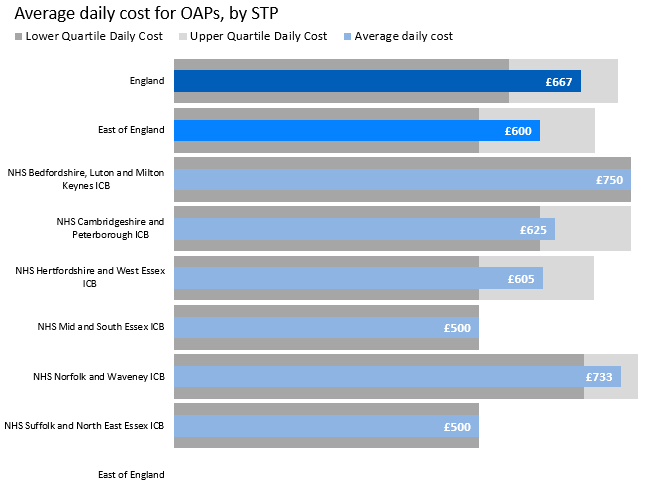 Average daily cost for OAPs, by STP
Lower Quartile Daily Cost Upper Quartile Daily Cost Average daily cost
England £667
East of England £600
NHS Bedfordshire, Luton and Milton
Keynes ICB £750
NHS Cambridgeshire and
Peterborough ICB £625
NHS Hertfordshire and West Essex
ICB £605
NHS Mid and South Essex ICB £500
NHS Norfolk and Waveney ICB £733
NHS Suffolk and North East Essex ICB £500
East of England